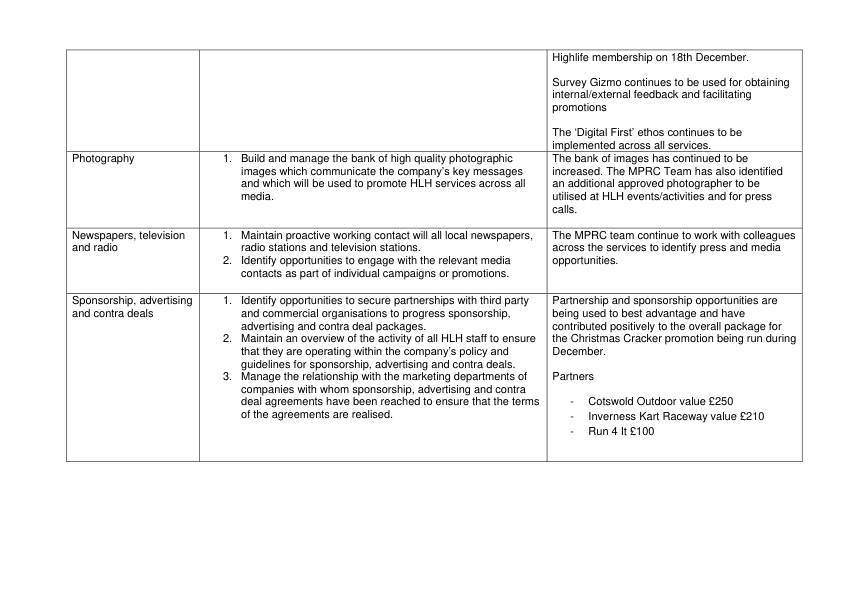 Highlife membership on 18th December.
Survey Gizmo continues to be used for obtaining
internal/external feedback and facilitating
promotions
The ‘Digital First’ ethos continues to be
implemented across all services.
Photography
1. Build and manage the bank of high quality photographic
images which communicate the company’s key messages
and which will be used to promote HLH services across all
media.
The bank of images has continued to be
increased. The MPRC Team has also identified
an additional approved photographer to be
utilised at HLH events/activities and for press
calls.
Newspapers, television
and radio
1. Maintain proactive working contact will all local newspapers,
radio stations and television stations.
2. Identify opportunities to engage with the relevant media
contacts as part of individual campaigns or promotions.
The MPRC team continue to work with colleagues
across the services to identify press and media
opportunities.
Sponsorship, advertising
and contra deals
1. Identify opportunities to secure partnerships with third party
and commercial organisations to progress sponsorship,
advertising and contra deal packages.
2. Maintain an overview of the activity of all HLH staff to ensure
that they are operating within the company’s policy and
guidelines for sponsorship, advertising and contra deals.
3. Manage the relationship with the marketing departments of
companies with whom sponsorship, advertising and contra
deal agreements have been reached to ensure that the terms
of the agreements are realised.
Partnership and sponsorship opportunities are
being used to best advantage and have
contributed positively to the overall package for
the Christmas Cracker promotion being run during
December.
Partners
- Cotswold Outdoor value £250
- Inverness Kart Raceway value £210
- Run 4 It £100